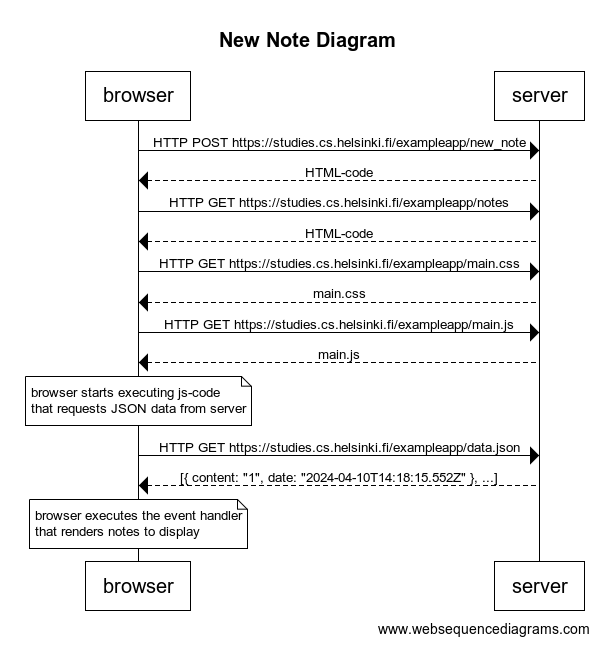 New Note Diagram
browser
server
HTTP POST https://studies.cs.helsinki.fi/exampleapp/new_note
HTML-code
HTTP GET https://studies.cs.helsinki.fi/exampleapp/notes
HTML-code
HTTP GET https://studies.cs.helsinki.fi/exampleapp/main.css
main.css
HTTP GET https://studies.cs.helsinki.fi/exampleapp/main.js
main.js
browser starts executing js-code
that requests JSON data from server
HTTP GET https://studies.cs.helsinki.fi/exampleapp/data.json
[{ content: "1", date: "2024-04-10T14:18:15.552Z" }, ...]
browser executes the event handler
that renders notes to display
browser
server
www.websequencediagrams.com